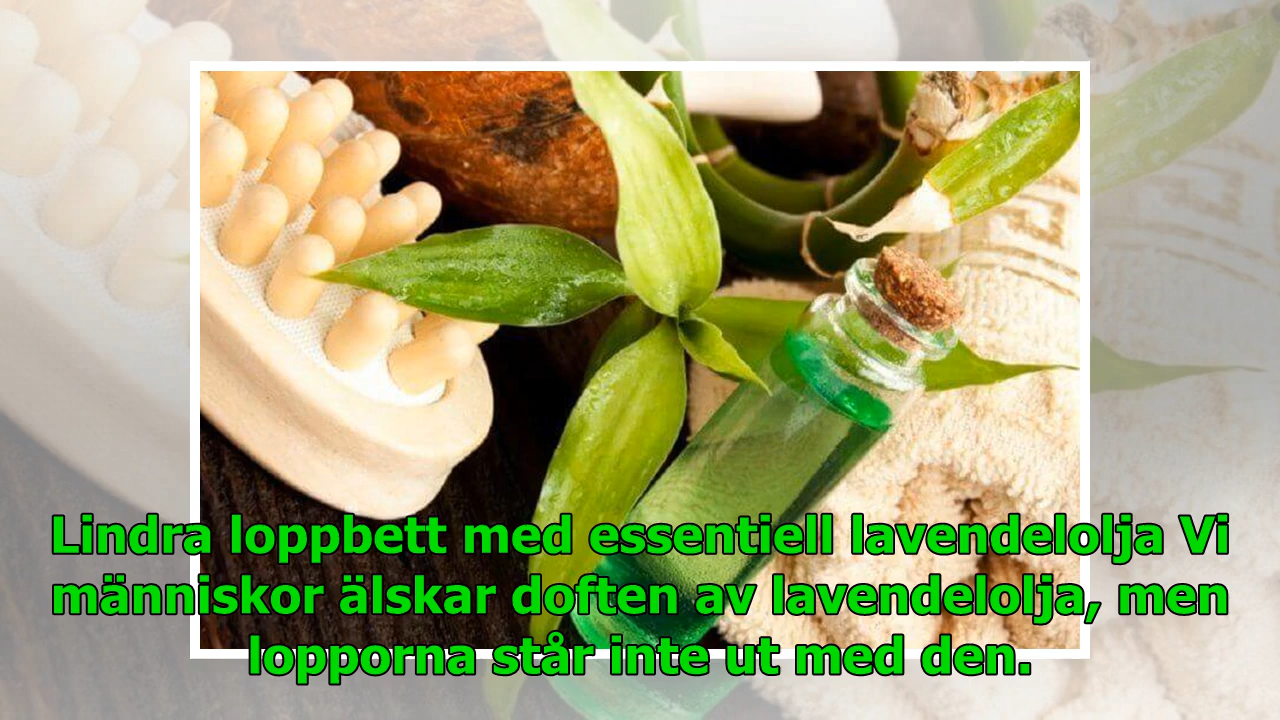 Lindra loppbett med essentiell lavendelolja Vi
människor älskar doften av lavendelolja, men
lopporna står inte ut med den.